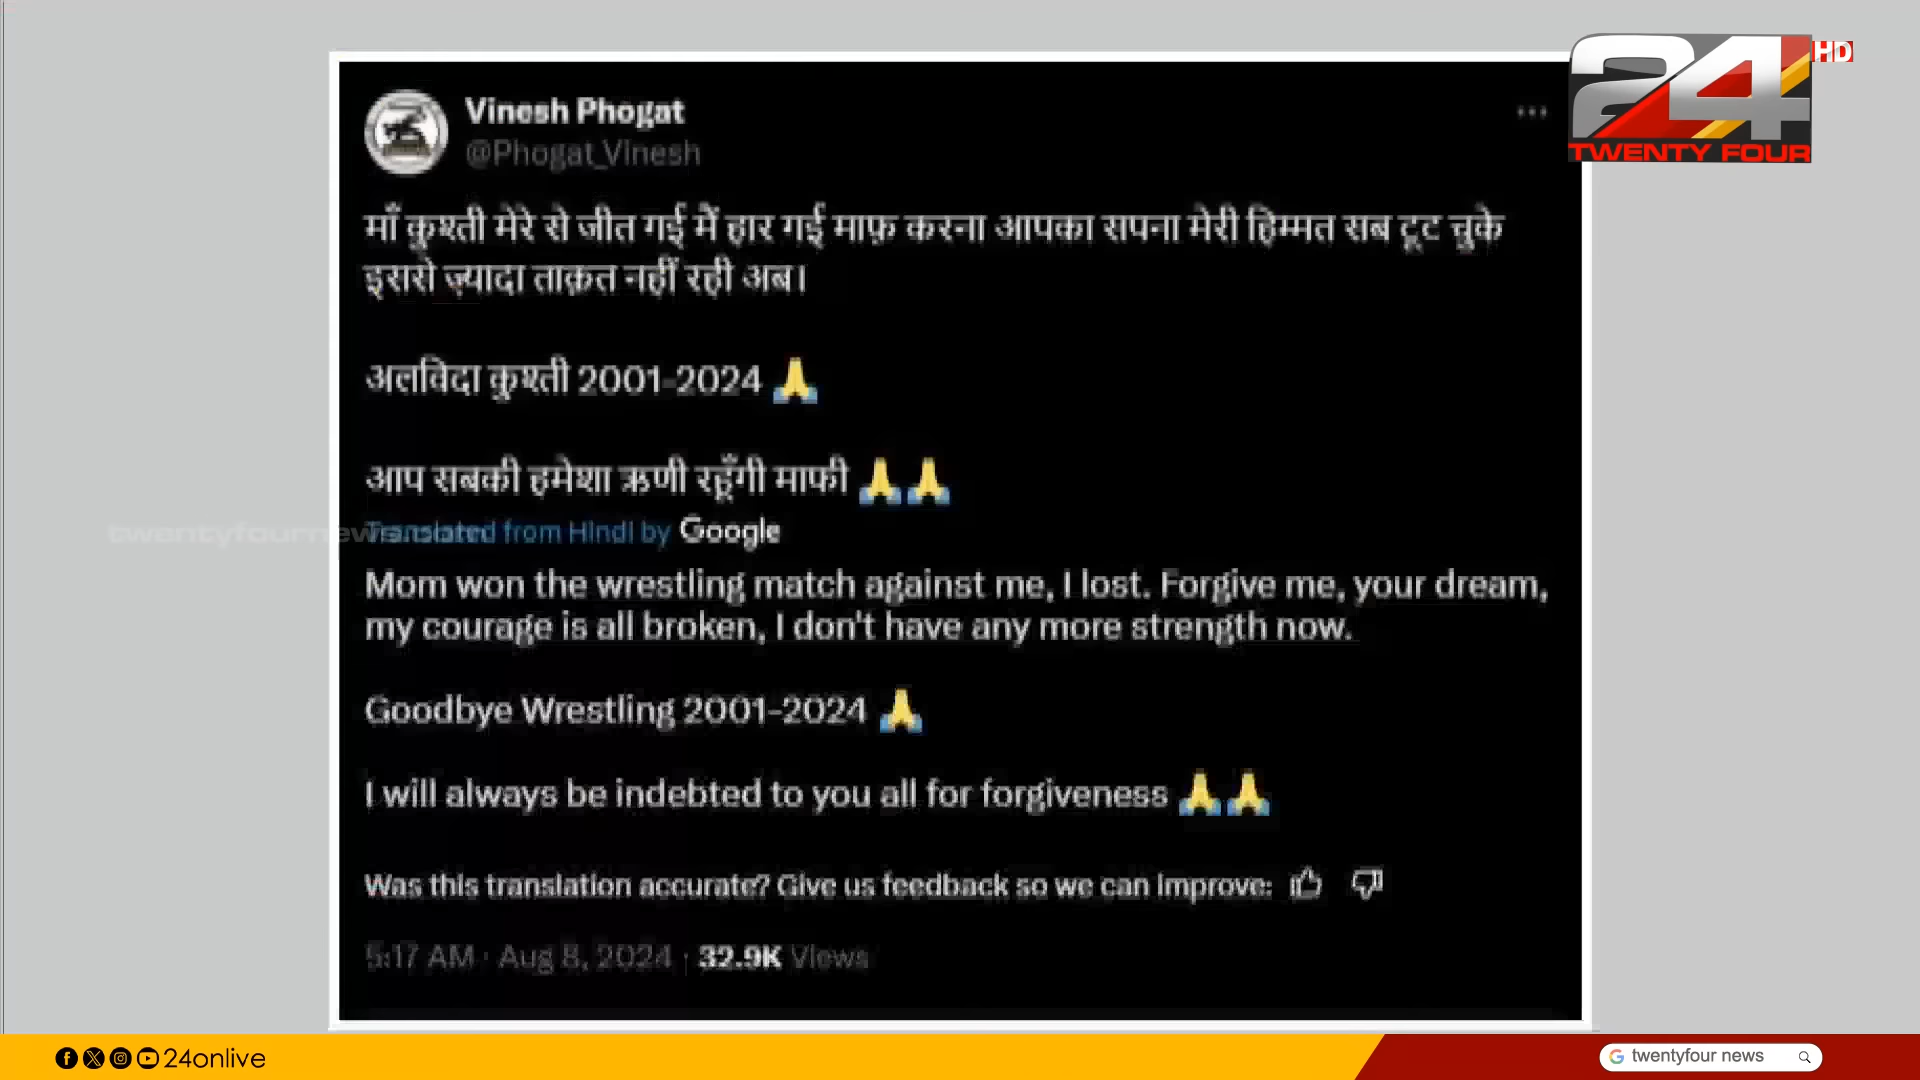 24
HD
TWENTY FOUR
Vinesh Phogat
@Phogat_Vinesh
माँ कुश्ती मेरे से जीत गई मैं हार गई माफ़ करना आपका सपना मेरी हिम्मत सब टूट चुके
इससे ज़्यादा ताक़त नहीं रही अब।
अलविदा कुश्ती 2001-2024 🙏
आप सबकी हमेशा ऋणी रहूँगी माफी 🙏🙏
twentyfournews
Translated from Hindi by Google
Mom won the wrestling match against me, I lost. Forgive me, your dream,
my courage is all broken, I don't have any more strength now.
Goodbye Wrestling 2001-2024 🙏
I will always be indebted to you all for forgiveness 🙏🙏
Was this translation accurate? Give us feedback so we can improve:
5:17 AM · Aug 8, 2024 · 32.9K Views
24onlive
twentyfour news